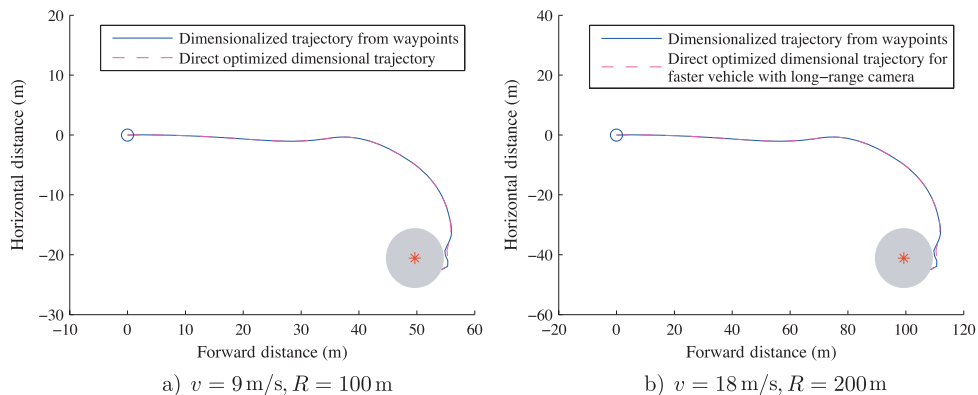 Dimensionalized trajectory from waypoints
Direct optimized dimensional trajectory
Horizontal distance (m)
20
10
0
−10
−20
−30
−10
0
10
20
30
40
50
60
Forward distance (m)
a) v = 9 m/s, R = 100 m
Dimensionalized trajectory from waypoints
Direct optimized dimensional trajectory for
faster vehicle with long−range camera
Horizontal distance (m)
40
20
0
−20
−40
−60
−20
0
20
40
60
80
100
120
Forward distance (m)
b) v = 18 m/s, R = 200 m